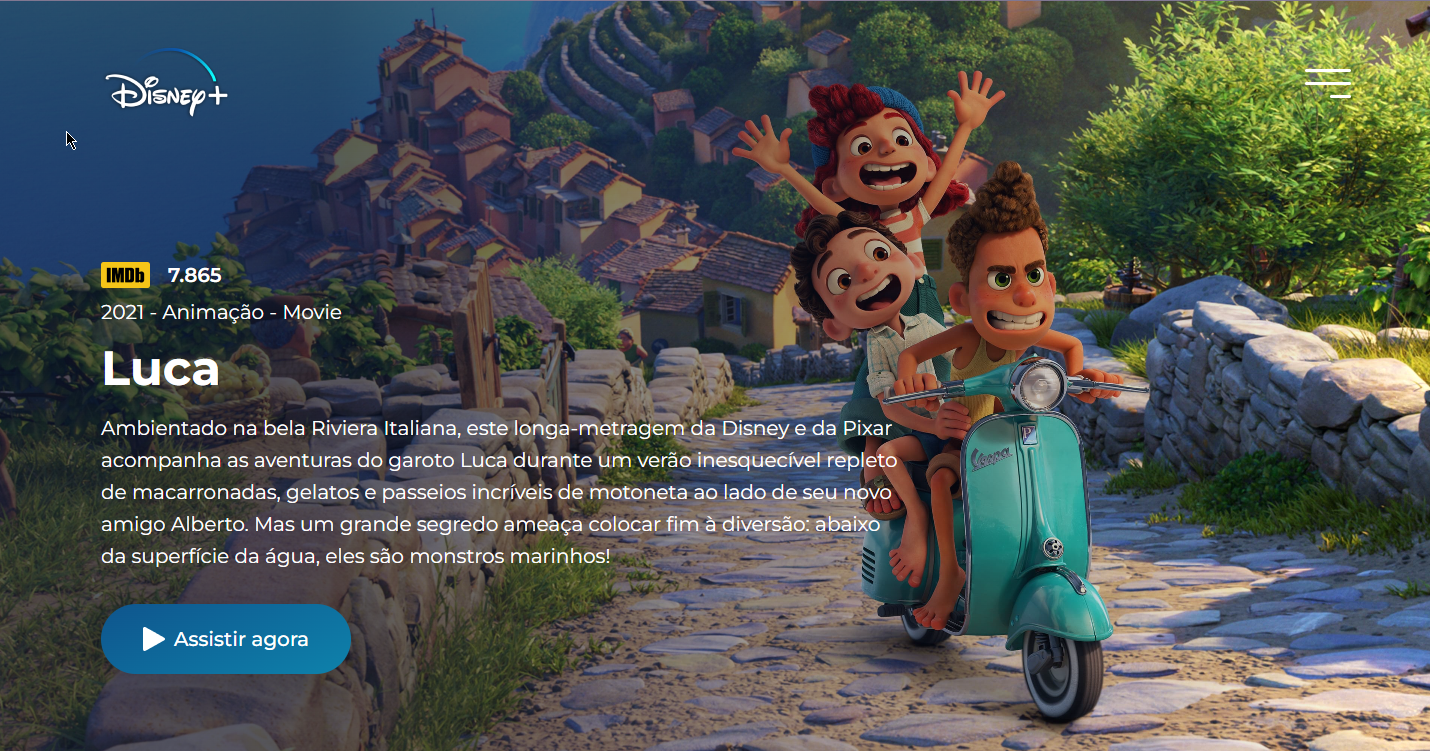 Disney+
IMDb 7.865
2021 - Animação - Movie
Luca
Ambientado na bela Riviera Italiana, este longa-metragem da Disney e da Pixar
acompanha as aventuras do garoto Luca durante um verão inesquecível repleto
de macarronadas, gelatos e passeios incríveis de motoneta ao lado de seu novo
amigo Alberto. Mas um grande segredo ameaça colocar fim à diversão: abaixo
da superfície da água, eles são monstros marinhos!
Vespa
Assistir agora